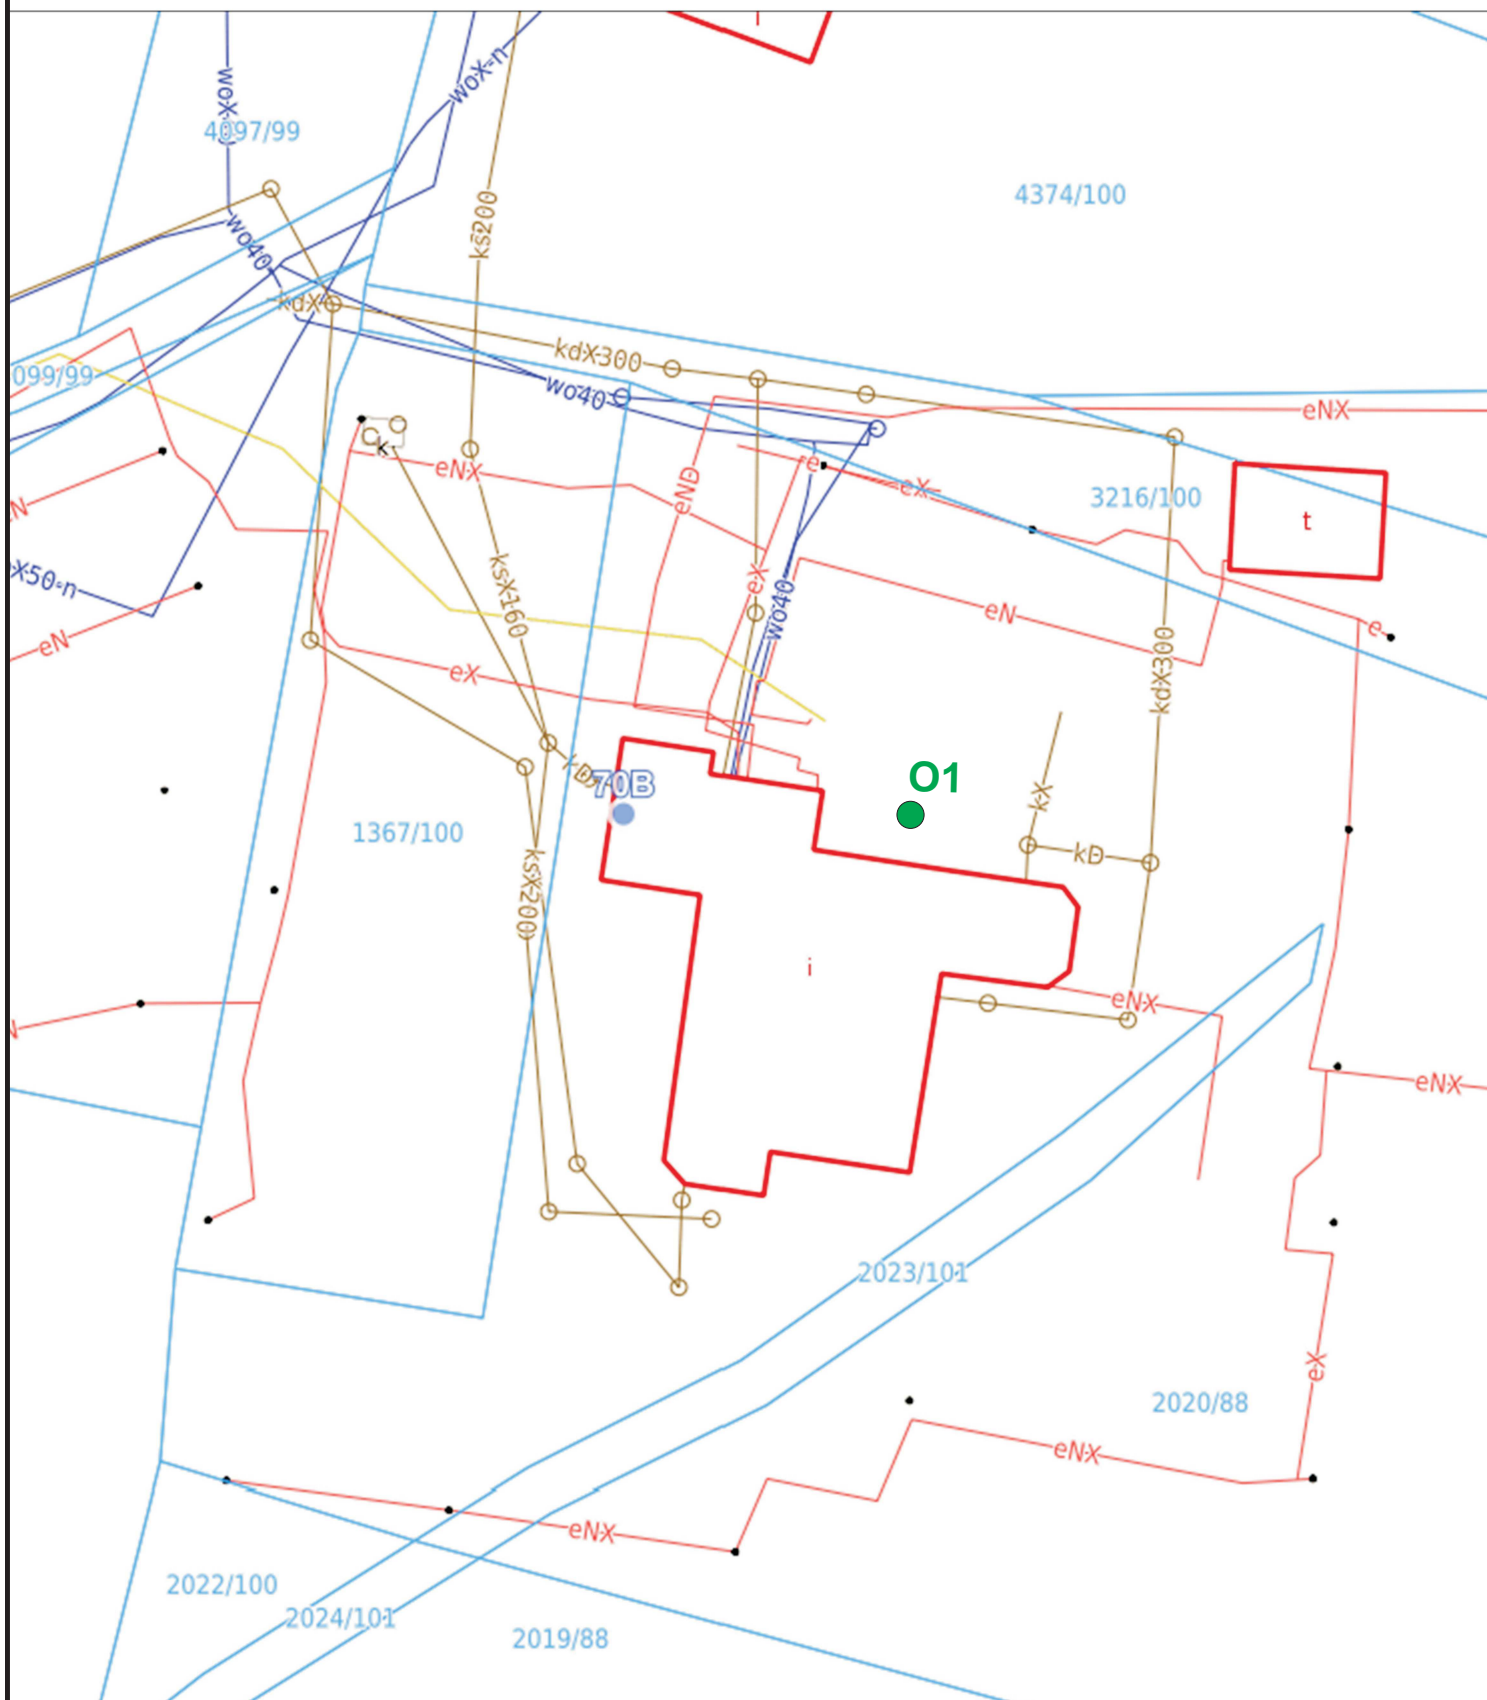 i
woX-n
woX-0
4097/99
4374/100
ks200
wo40
kdX
kdX300
099/99
wo40
eNX
k
eNX
eND
e
eX
3216/100
t
eN
X50-n
ksX160
eX
wo40
eN
e
eN
kdX300
eX
kD
70B
O1
kX
1367/100
kD
ksX200
i
eNX
N
eNX
2023/101
eX
2020/88
eNX
eNX
2022/100
2024/101
2019/88